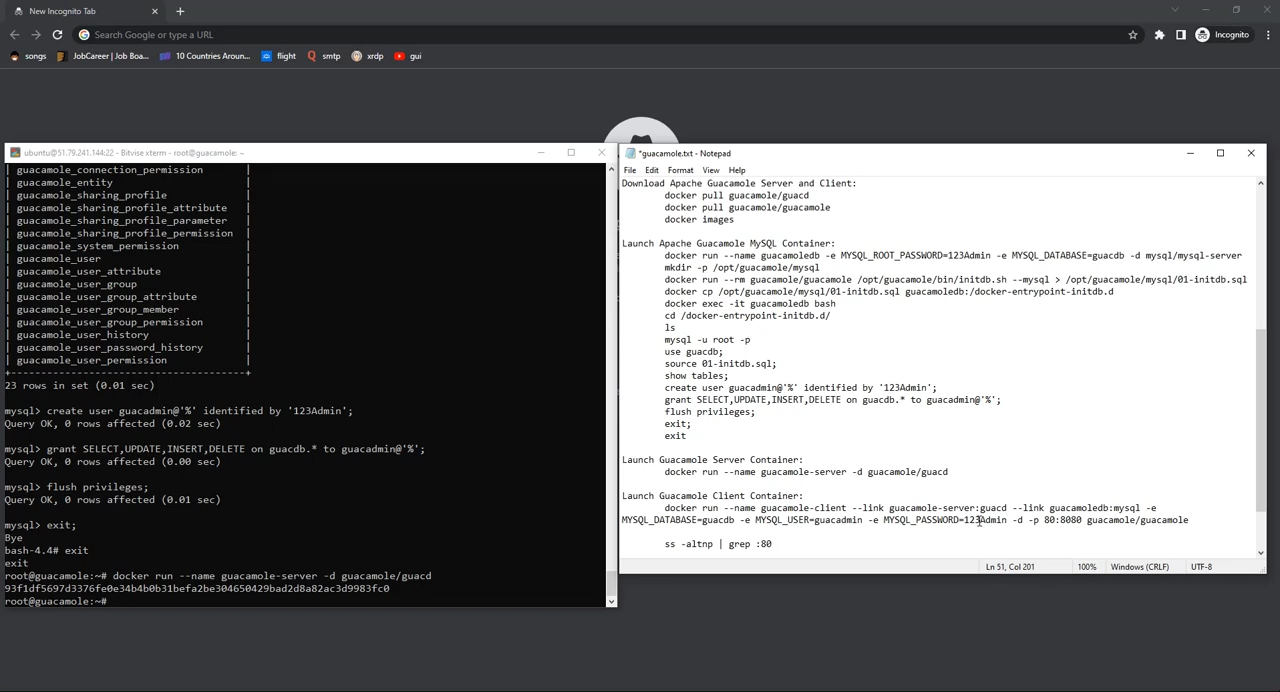 New Incognito Tab
Search Google or type a URL
Incognito
songs
JobCareer | Job Boa...
10 Countries Aroun...
flight
smtp
xrdp
gui
ubuntu@51.79.241.144:22 - Bitvise xterm - root@guacamole: ~
| guacamole_connection_permission |
| guacamole_entity |
| guacamole_sharing_profile |
| guacamole_sharing_profile_attribute |
| guacamole_sharing_profile_parameter |
| guacamole_sharing_profile_permission |
| guacamole_system_permission |
| guacamole_user |
| guacamole_user_attribute |
| guacamole_user_group |
| guacamole_user_group_attribute |
| guacamole_user_group_member |
| guacamole_user_group_permission |
| guacamole_user_history |
| guacamole_user_password_history |
| guacamole_user_permission |
+---------------------------------------+
23 rows in set (0.01 sec)
mysql> create user guacadmin@'%' identified by '123Admin';
Query OK, 0 rows affected (0.02 sec)
mysql> grant SELECT,UPDATE,INSERT,DELETE on guacdb.* to guacadmin@'%';
Query OK, 0 rows affected (0.00 sec)
mysql> flush privileges;
Query OK, 0 rows affected (0.01 sec)
mysql> exit;
Bye
bash-4.4# exit
exit
root@guacamole:~# docker run --name guacamole-server -d guacamole/guacd
93f1df5697d3376fe0e34b4b0b31befa2be304650429bad2d8a82ac3d9983fc0
root@guacamole:~#
*guacamole.txt - Notepad
File Edit Format View Help
Download Apache Guacamole Server and Client:
docker pull guacamole/guacd
docker pull guacamole/guacamole
docker images
Launch Apache Guacamole MySQL Container:
docker run --name guacamoledb -e MYSQL_ROOT_PASSWORD=123Admin -e MYSQL_DATABASE=guacdb -d mysql/mysql-server
mkdir -p /opt/guacamole/mysql
docker run --rm guacamole/guacamole /opt/guacamole/bin/initdb.sh --mysql > /opt/guacamole/mysql/01-initdb.sql
docker cp /opt/guacamole/mysql/01-initdb.sql guacamoledb:/docker-entrypoint-initdb.d
docker exec -it guacamoledb bash
cd /docker-entrypoint-initdb.d/
ls
mysql -u root -p
use guacdb;
source 01-initdb.sql;
show tables;
create user guacadmin@'%' identified by '123Admin';
grant SELECT,UPDATE,INSERT,DELETE on guacdb.* to guacadmin@'%';
flush privileges;
exit;
exit
Launch Guacamole Server Container:
docker run --name guacamole-server -d guacamole/guacd
Launch Guacamole Client Container:
docker run --name guacamole-client --link guacamole-server:guacd --link guacamoledb:mysql -e
MYSQL_DATABASE=guacdb -e MYSQL_USER=guacadmin -e MYSQL_PASSWORD=123Admin -d -p 80:8080 guacamole/guacamole
ss -altnp | grep :80
Ln 51, Col 201
100%
Windows (CRLF)
UTF-8